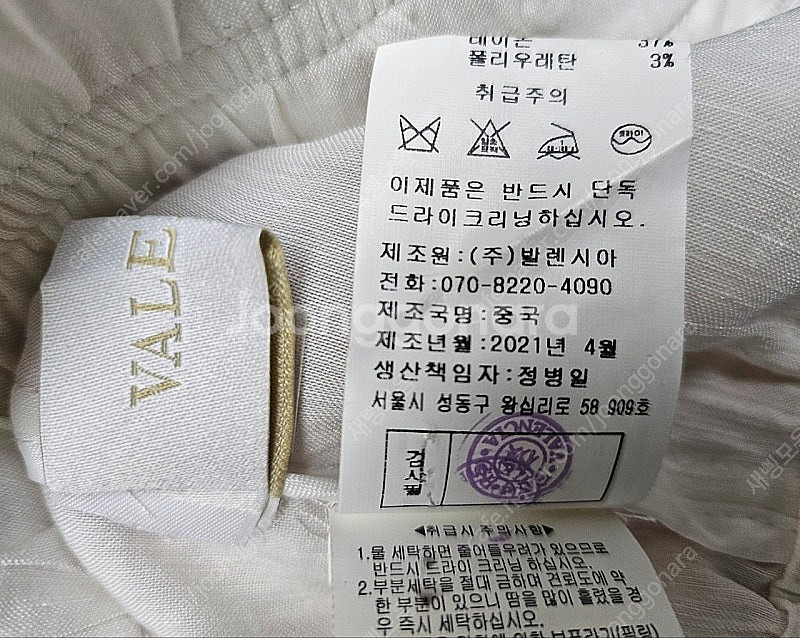 VALE
레이온 37%
폴리우레탄 3%
취급주의
드라이
이제품은 반드시 단독
드라이크리닝하십시오.
제조원:(주)발렌시아
전화:070-8220-4090
제조국명:중국
제조년월:2021년 4월
생산책임자:정병일
서울시 성동구 왕십리로 58 909호
검사필
VALENCIA
◀취급시 주의사항▶
1.물 세탁하면 줄어들우려가 있으므로
반드시 드라이 크리닝 하십시오.
2.부분세탁을 절대 금하며 건뢰도에 약
한 부분이 있으니 땀을 많이 흘렸을 경
우 즉시 세탁하십시오.
joonggonara